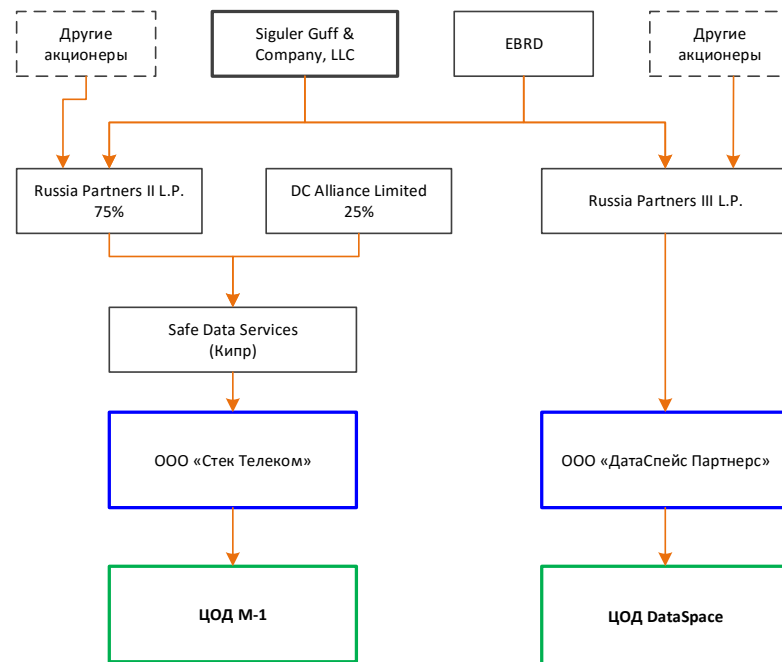 Другие
акционеры
Siguler Guff &
Company, LLC
EBRD
Другие
акционеры
Russia Partners II L.P.
75%
DC Alliance Limited
25%
Russia Partners III L.P.
Safe Data Services
(Кипр)
ООО «Стек Телеком»
ООО «ДатаСпейс Партнерс»
ЦОД М-1
ЦОД DataSpace